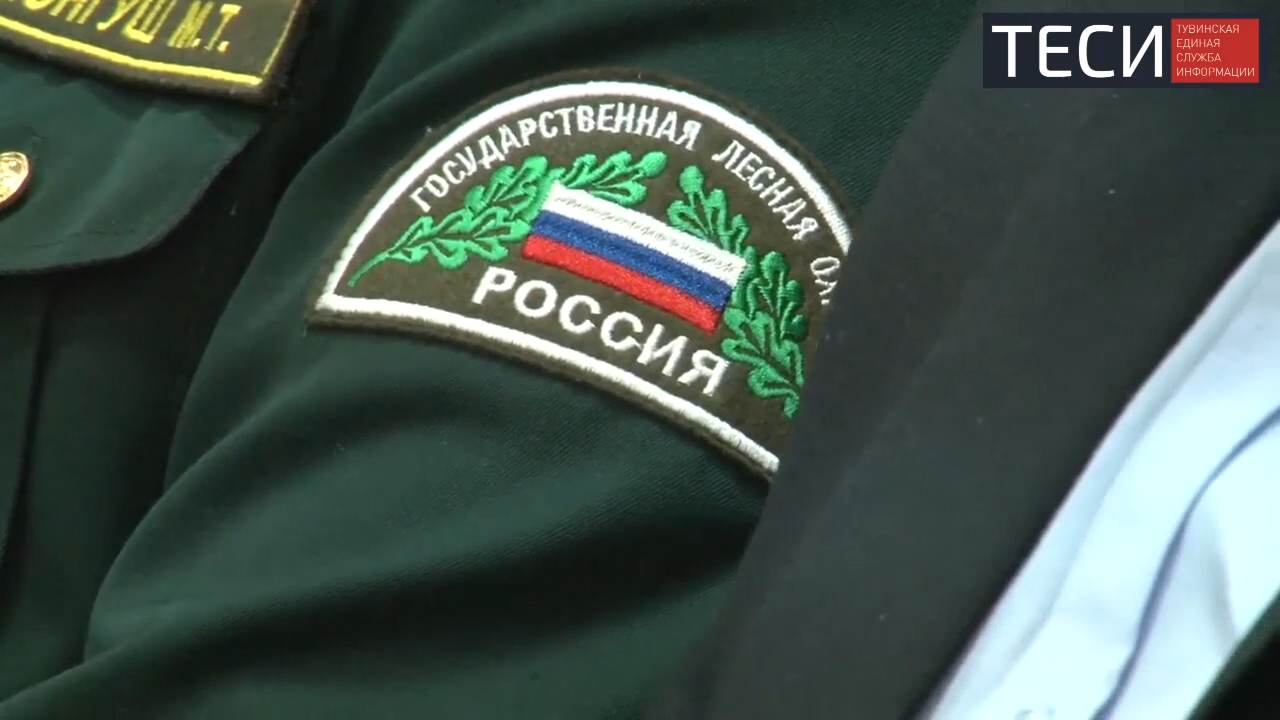 М.Т.
ТЕСИ
ТУВИНСКАЯ
ЕДИНАЯ
СЛУЖБА
ИНФОРМАЦИИ
ГОСУДАРСТВЕННАЯ ЛЕСНАЯ
РОССИЯ